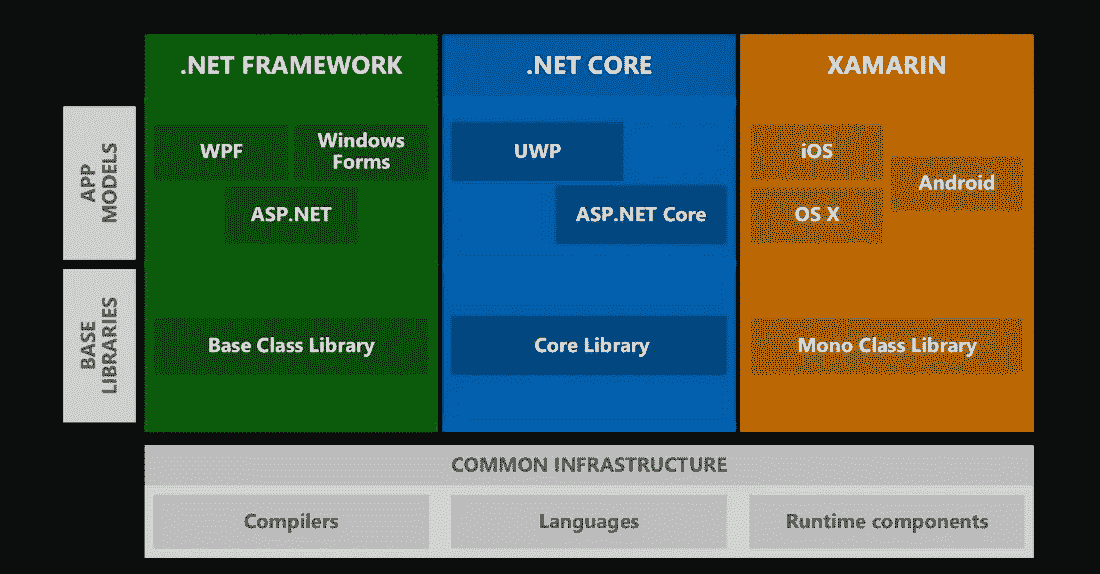 .NET FRAMEWORK
.NET CORE
XAMARIN
APP
MODELS
WPF
Windows
Forms
ASP.NET
UWP
ASP.NET Core
iOS
Android
OS X
BASE
LIBRARIES
Base Class Library
Core Library
Mono Class Library
COMMON INFRASTRUCTURE
Compilers
Languages
Runtime components